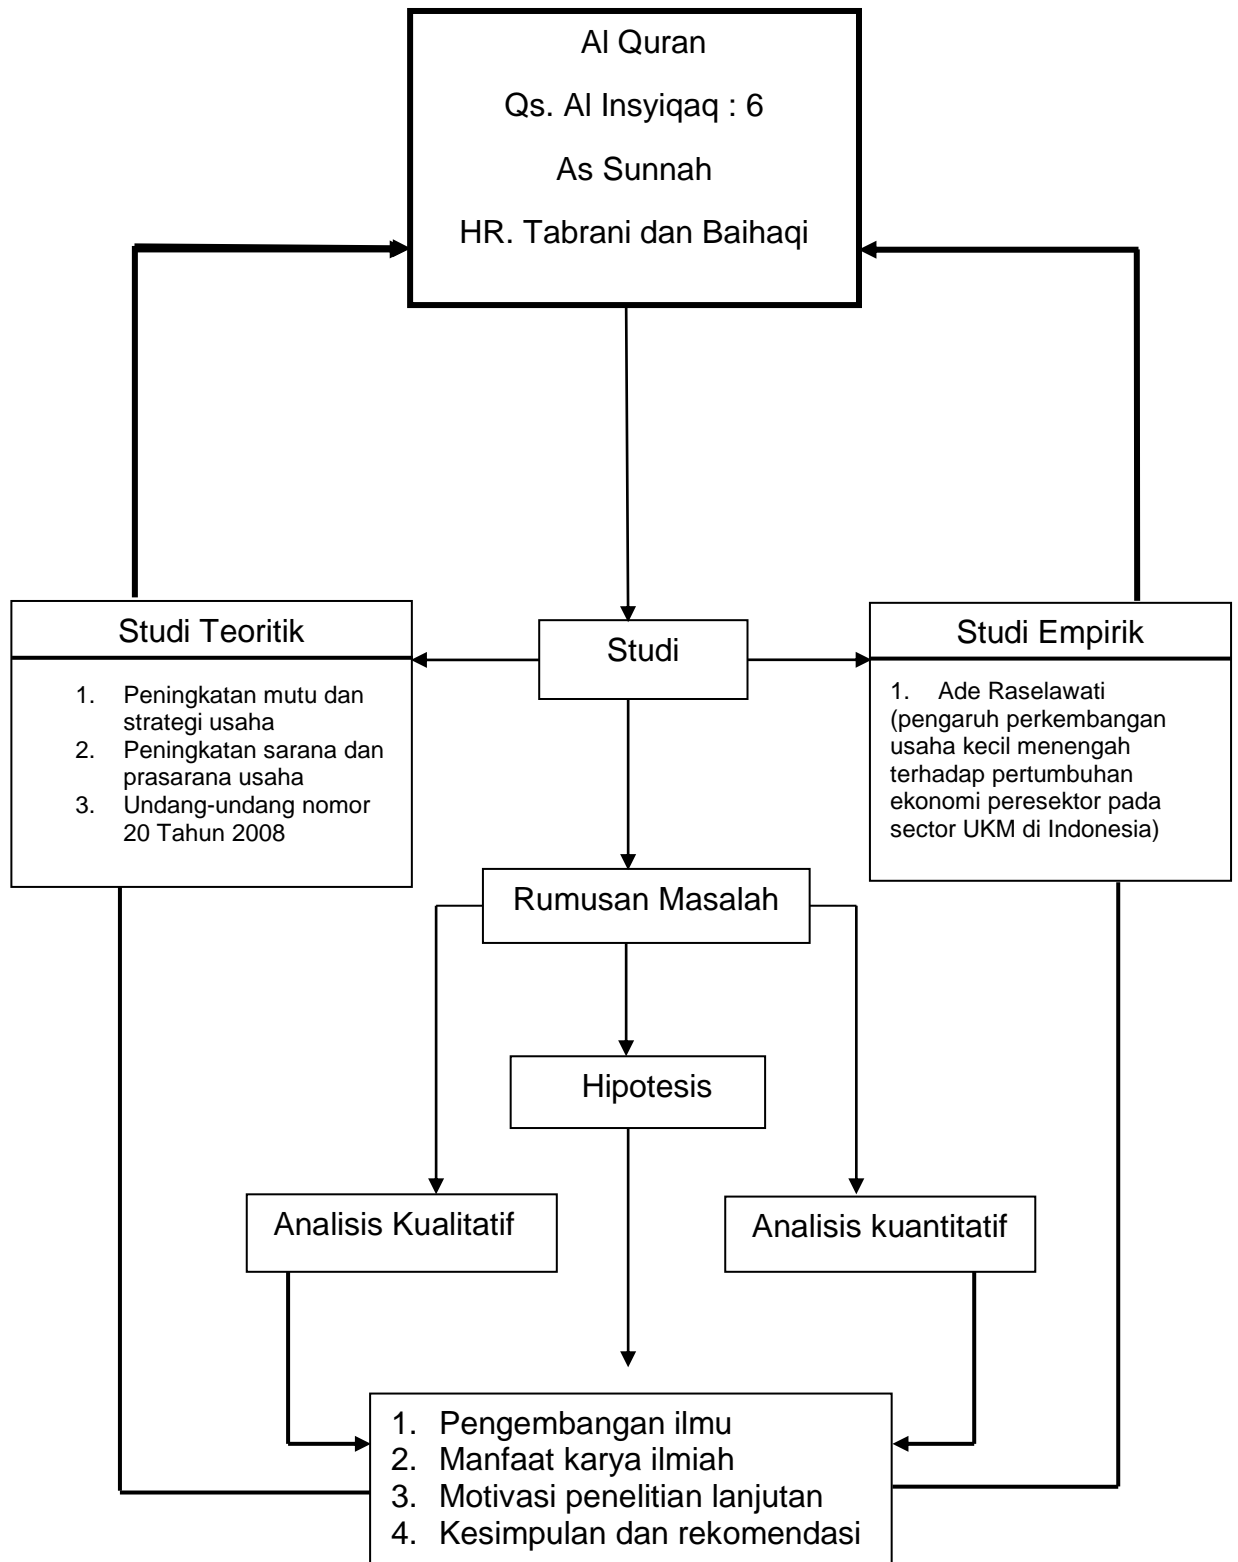 Al Quran
Qs. Al Insyiqaq : 6
As Sunnah
HR. Tabrani dan Baihaqi
Studi Teoritik
1. Peningkatan mutu dan
strategi usaha
2. Peningkatan sarana dan
prasarana usaha
3. Undang-undang nomor
20 Tahun 2008
Studi
Studi Empirik
1. Ade Raselawati
(pengaruh perkembangan
usaha kecil menengah
terhadap pertumbuhan
ekonomi peresektor pada
sector UKM di Indonesia)
Rumusan Masalah
Hipotesis
Analisis Kualitatif
Analisis kuantitatif
1. Pengembangan ilmu
2. Manfaat karya ilmiah
3. Motivasi penelitian lanjutan
4. Kesimpulan dan rekomendasi